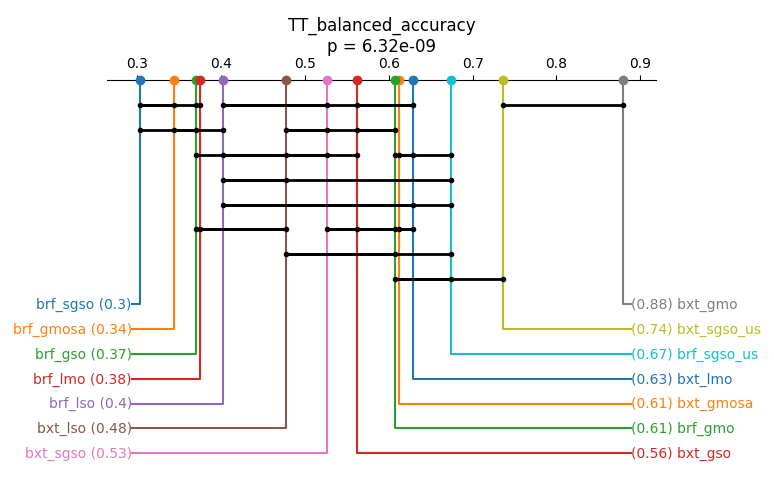 TT_balanced_accuracy
p = 6.32e-09
0.3 0.4 0.5 0.6 0.7 0.8 0.9
brf_sgso (0.3) (0.88) bxt_gmo
brf_gmosa (0.34) (0.74) bxt_sgso_us
brf_gso (0.37) (0.67) brf_sgso_us
brf_lmo (0.38) (0.63) bxt_lmo
brf_lso (0.4) (0.61) bxt_gmosa
bxt_lso (0.48) (0.61) brf_gmo
bxt_sgso (0.53) (0.56) bxt_gso